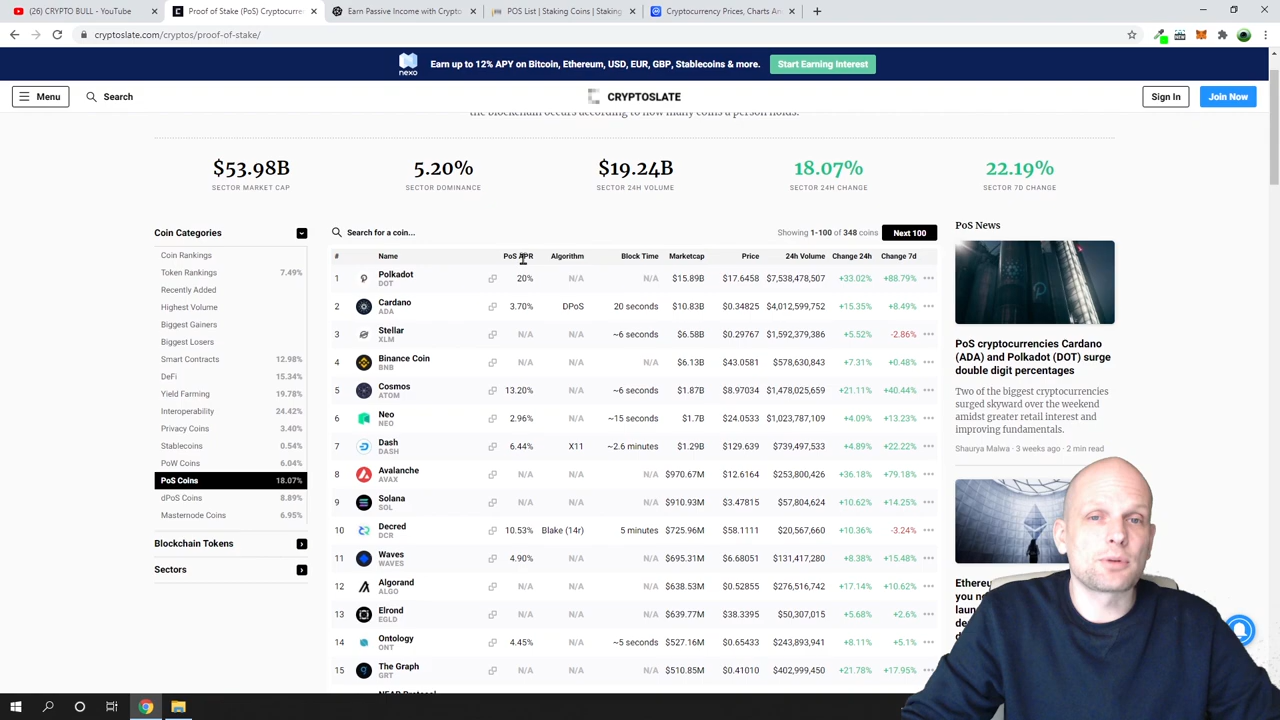 (26) CRYPTO BULL - YouTube
Proof of Stake (PoS) Cryptocurre
Earn Passive Income with Crypto
POS List | Staking Coins | Staking
Cryptocurrency Prices, Charts An
cryptoslate.com/cryptos/proof-of-stake/
nexo
Earn up to 12% APY on Bitcoin, Ethereum, USD, EUR, GBP, Stablecoins & more.
Start Earning Interest
Menu
Search
CRYPTOSLATE
Sign In
Join Now
the blockchain occurs according to how many coins a person holds.
$53.98B 5.20% $19.24B 18.07% 22.19%
SECTOR MARKET CAP SECTOR DOMINANCE SECTOR 24H VOLUME SECTOR 24H CHANGE SECTOR 7D CHANGE
Coin Categories
Coin Rankings
Token Rankings 7.49%
Recently Added
Highest Volume
Biggest Gainers
Biggest Losers
Smart Contracts 12.98%
DeFi 15.34%
Yield Farming 19.78%
Interoperability 24.42%
Privacy Coins 3.40%
Stablecoins 0.54%
PoW Coins 6.04%
PoS Coins 18.07%
dPoS Coins 8.89%
Masternode Coins 6.95%
Blockchain Tokens
Sectors
Search for a coin...
Showing 1-100 of 348 coins
Next 100
# Name PoS APR Algorithm Block Time Marketcap Price 24h Volume Change 24h Change 7d
1 Polkadot 20% N/A N/A $15.89B $17.6458 $7,538,478,508 +33.02% +88.79%
DOT
2 Cardano 3.70% DPoS 20 seconds $10.83B $0.34825 $4,012,599,752 +15.35% +8.49%
ADA
3 Stellar N/A N/A ~6 seconds $6.58B $0.29767 $1,592,379,386 +5.52% -2.86%
XLM
4 Binance Coin N/A N/A N/A $6.13B $43.0581 $578,630,843 +7.31% +0.48%
BNB
5 Cosmos 13.20% N/A ~6 seconds $1.87B $8.97034 $1,478,025,659 +21.11% +40.44%
ATOM
6 Neo 2.96% N/A ~15 seconds $1.7B $24.0533 $1,023,787,109 +4.09% +13.23%
NEO
7 Dash 6.44% X11 ~2.6 minutes $1.29B $129.639 $739,497,533 +4.89% +22.22%
DASH
8 Avalanche N/A N/A N/A $970.67M $12.6164 $253,800,426 +36.18% +79.18%
AVAX
9 Solana N/A N/A N/A $910.93M $3.47815 $57,804,624 +10.62% +14.25%
SOL
10 Decred 10.53% Blake (14r) 5 minutes $725.96M $58.1111 $20,567,660 +10.36% -3.24%
DCR
11 Waves 4.90% N/A N/A $695.31M $6.68051 $131,417,280 +8.38% +15.48%
WAVES
12 Algorand N/A N/A N/A $638.53M $0.52855 $276,516,742 +17.14% +10.62%
ALGO
13 Elrond N/A N/A N/A $639.77M $38.3395 $50,307,015 +5.68% +2.6%
EGLD
14 Ontology 4.45% N/A ~5 seconds $527.16M $0.65433 $243,893,941 +8.11% +5.1%
ONT
15 The Graph N/A N/A N/A $510.85M $0.41010 $402,999,450 +21.78% +17.95%
GRT
NEAR Protocol
PoS News
PoS cryptocurrencies Cardano
(ADA) and Polkadot (DOT) surge
double digit percentages
Two of the biggest cryptocurrencies
surged skyward over the weekend
amidst greater retail interest and
improving fundamentals.
Shaurya Malwa · 3 weeks ago · 2 min read